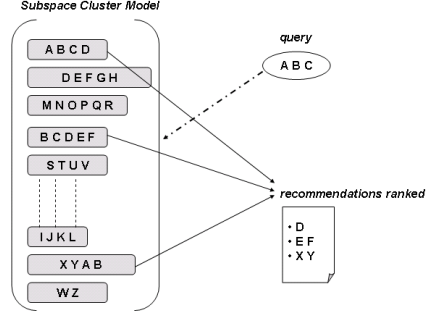 Subspace Cluster Model
A B C D
D E F G H
M N O P Q R
B C D E F
S T U V
I J K L
X Y A B
W Z
query
A B C
recommendations ranked
• D
• E F
• X Y